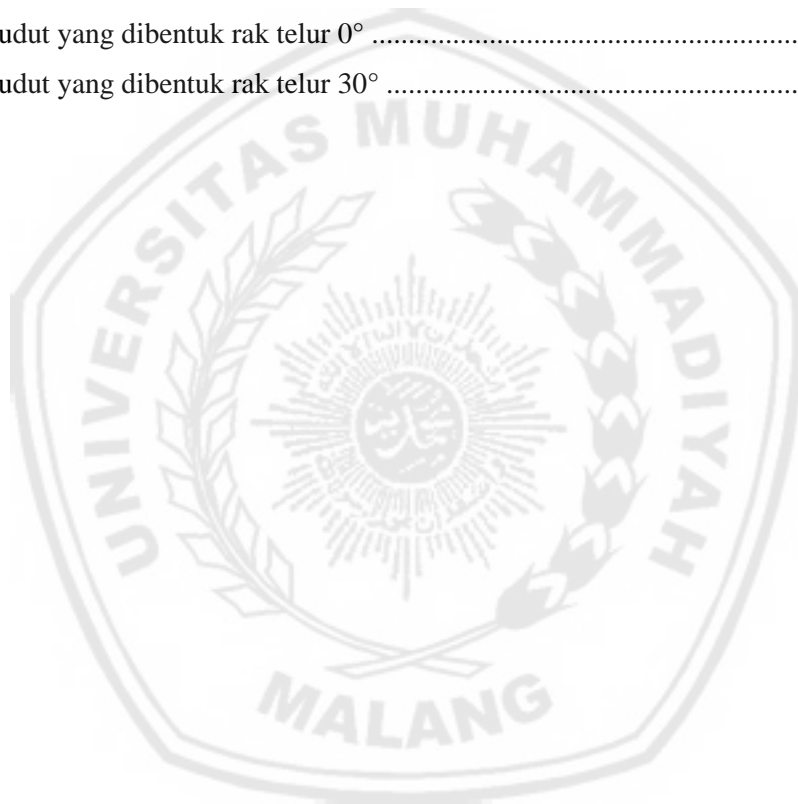 udut yang dibentuk rak telur 0° ..........................................................
udut yang dibentuk rak telur 30° ........................................................
UNIVERSITAS MUHAMMADIYAH
MALANG